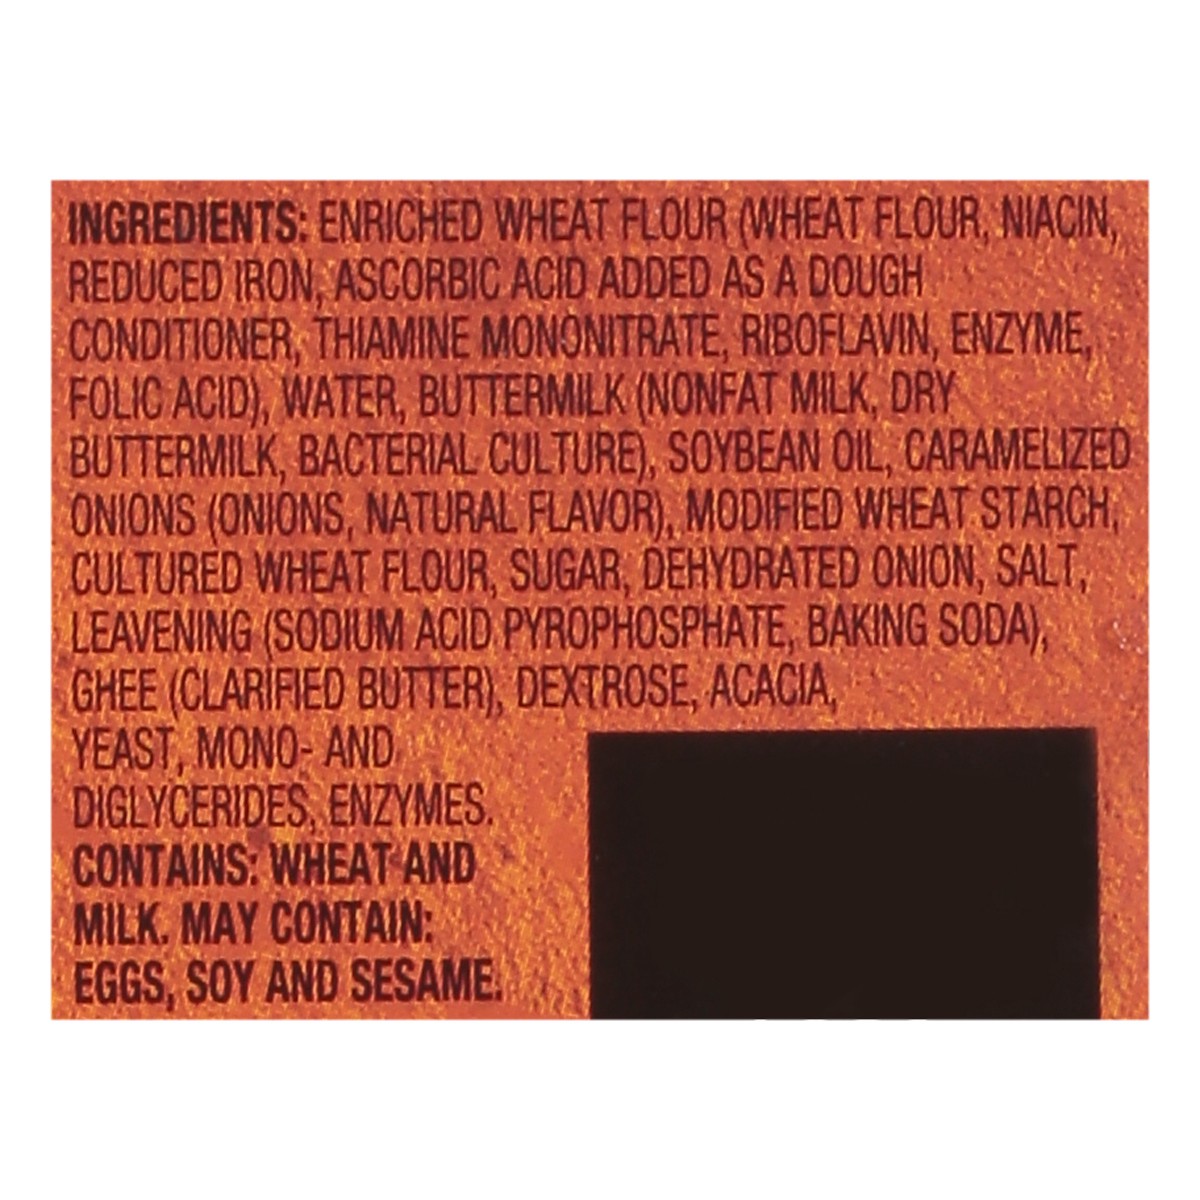 INGREDIENTS: ENRICHED WHEAT FLOUR (WHEAT FLOUR, NIACIN,
REDUCED IRON, ASCORBIC ACID ADDED AS A DOUGH
CONDITIONER, THIAMINE MONONITRATE, RIBOFLAVIN, ENZYME,
FOLIC ACID), WATER, BUTTERMILK (NONFAT MILK, DRY
BUTTERMILK, BACTERIAL CULTURE), SOYBEAN OIL, CARAMELIZED
ONIONS (ONIONS, NATURAL FLAVOR), MODIFIED WHEAT STARCH,
CULTURED WHEAT FLOUR, SUGAR, DEHYDRATED ONION, SALT,
LEAVENING (SODIUM ACID PYROPHOSPHATE, BAKING SODA),
GHEE (CLARIFIED BUTTER), DEXTROSE, ACACIA,
YEAST, MONO- AND
DIGLYCERIDES, ENZYMES.
CONTAINS: WHEAT AND
MILK. MAY CONTAIN:
EGGS, SOY AND SESAME.